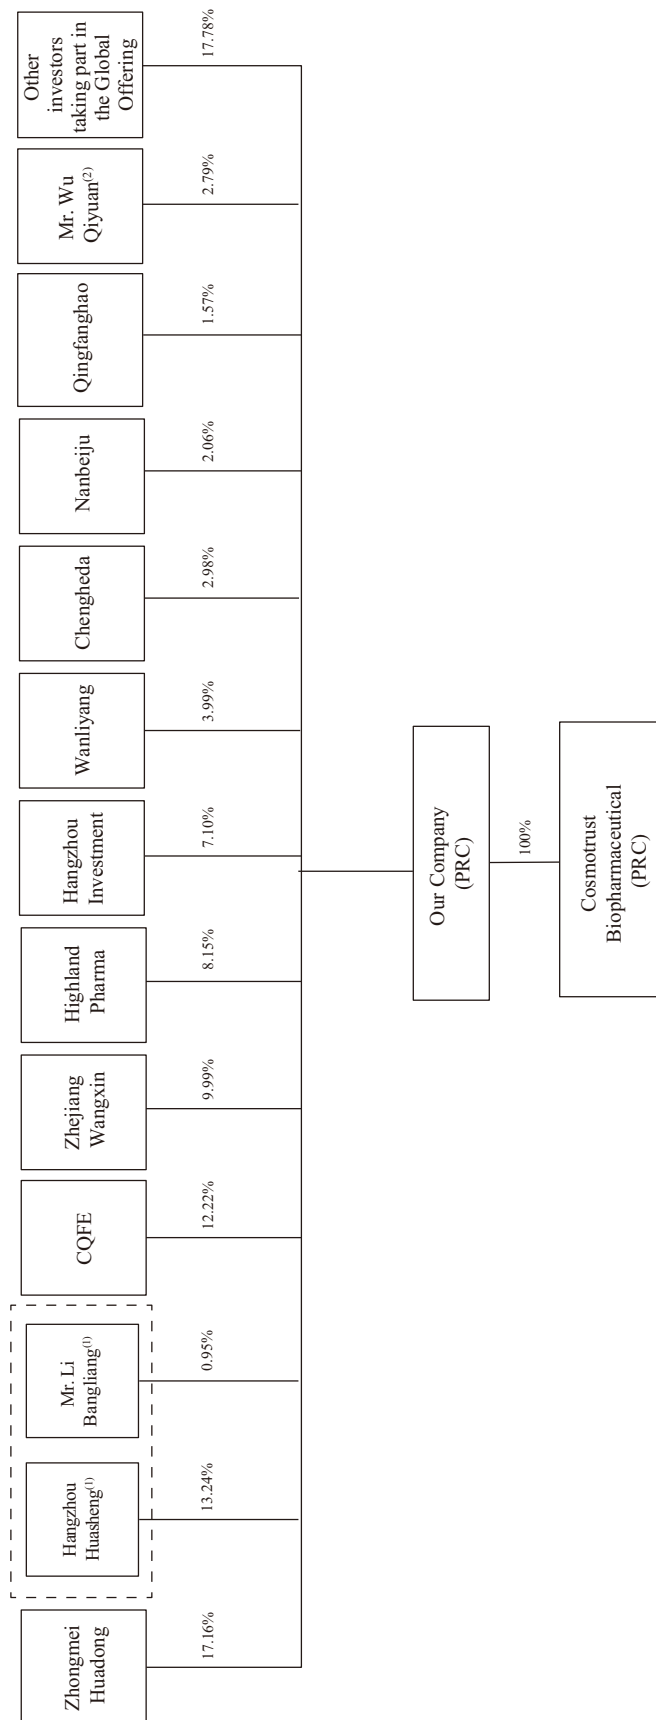 Zhongmei
Huadong
17.16%
Hangzhou
Huasheng(1)
13.24%
Mr. Li
Bangliang(1)
0.95%
CQFE
12.22%
Zhejiang
Wangxin
9.99%
Highland
Pharma
8.15%
Hangzhou
Investment
7.10%
Wanliyang
3.99%
Chengheda
2.98%
Nanbeiju
2.06%
Qingfanghao
1.57%
Mr. Wu
Qiyuan(2)
2.79%
Other
investors
taking part in
the Global
Offering
17.78%
Our Company
(PRC)
100%
Cosmotrust
Biopharmaceutical
(PRC)